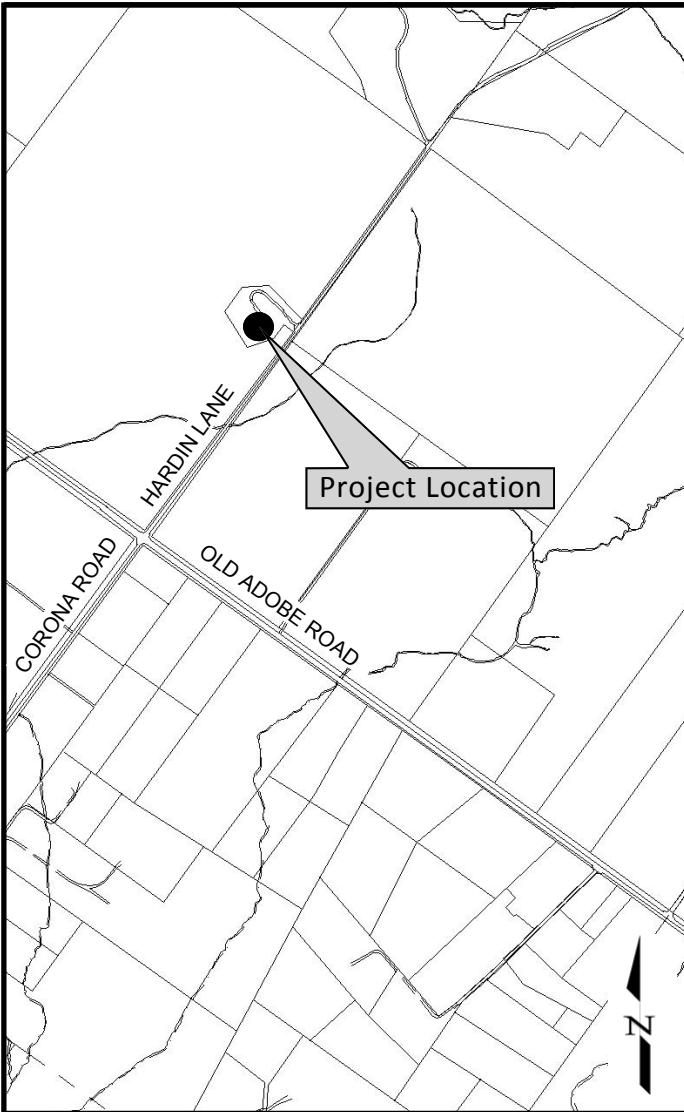 HARDIN LANE
Project Location
CORONA ROAD
OLD ADOBE ROAD
N